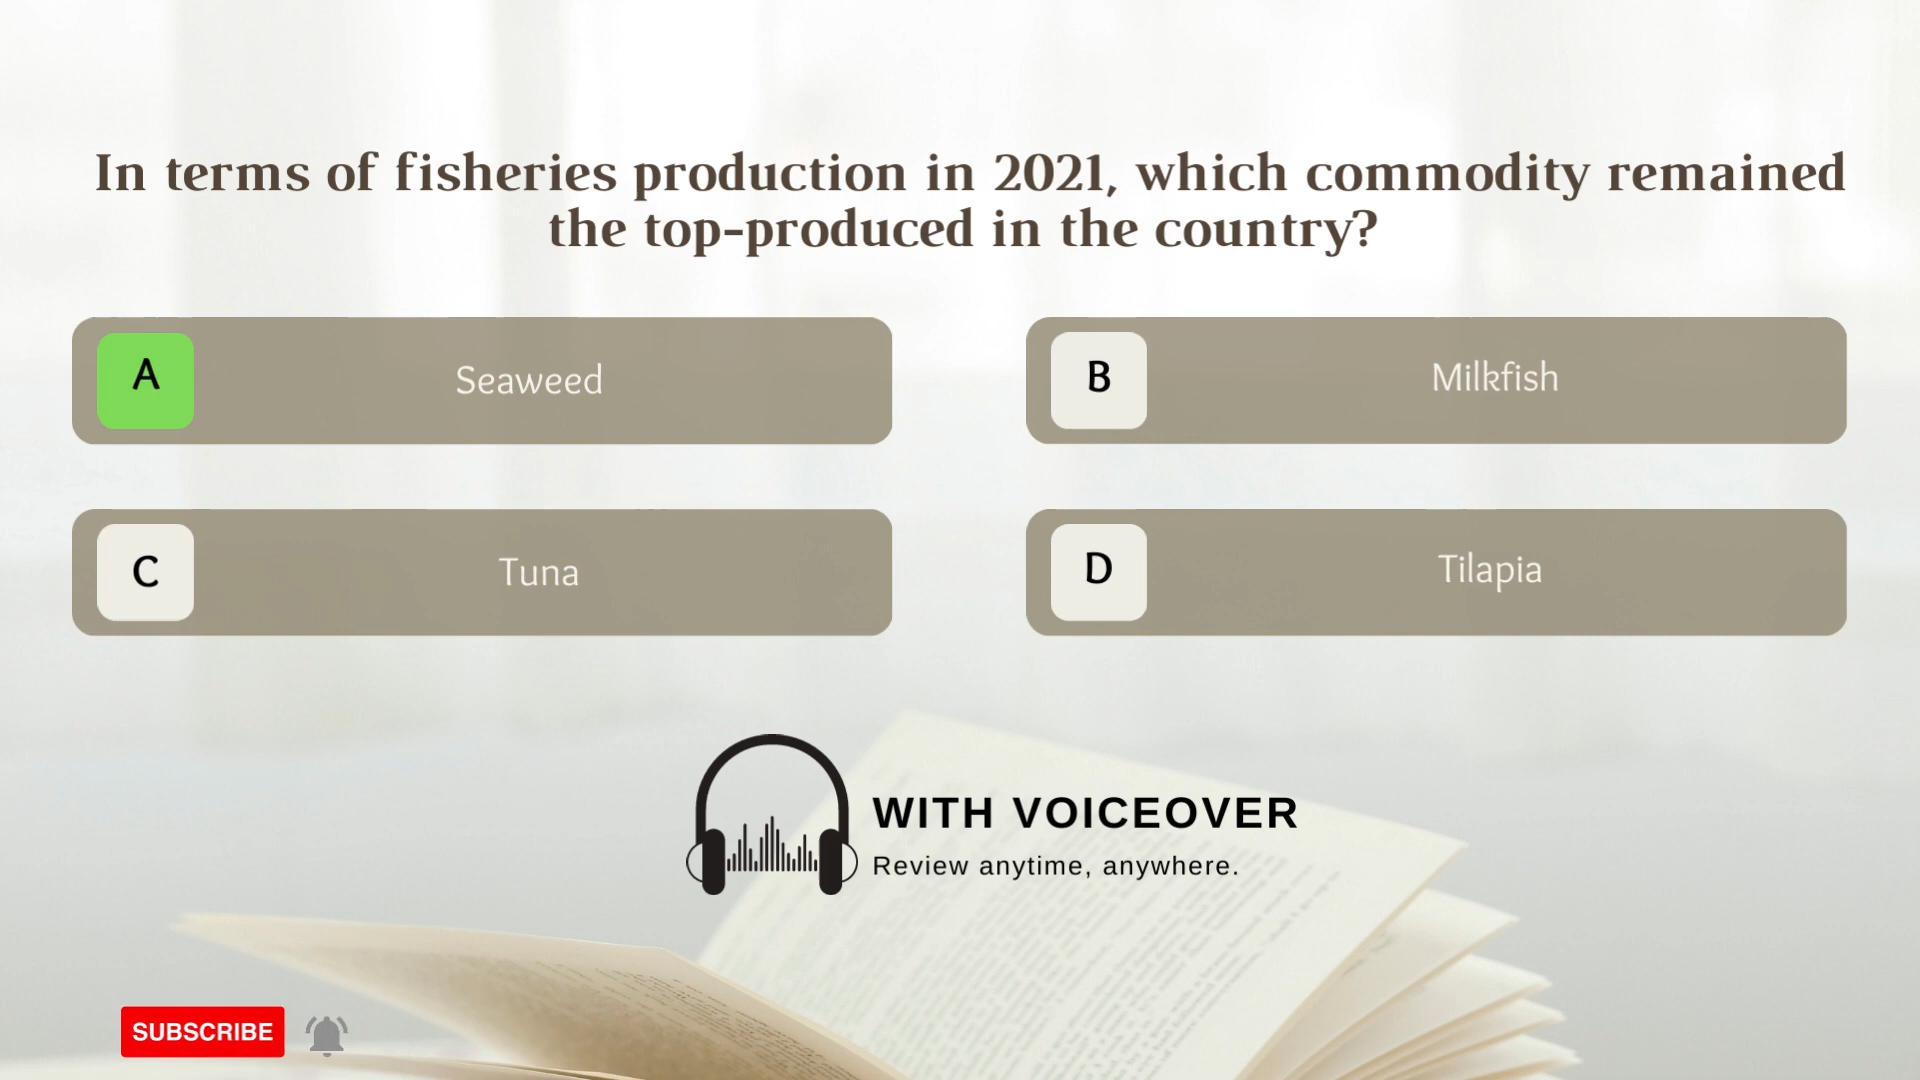 In terms of fisheries production in 2021, which commodity remained
the top-produced in the country?
A Seaweed
B Milkfish
C Tuna
D Tilapia
WITH VOICEOVER
Review anytime, anywhere.
SUBSCRIBE